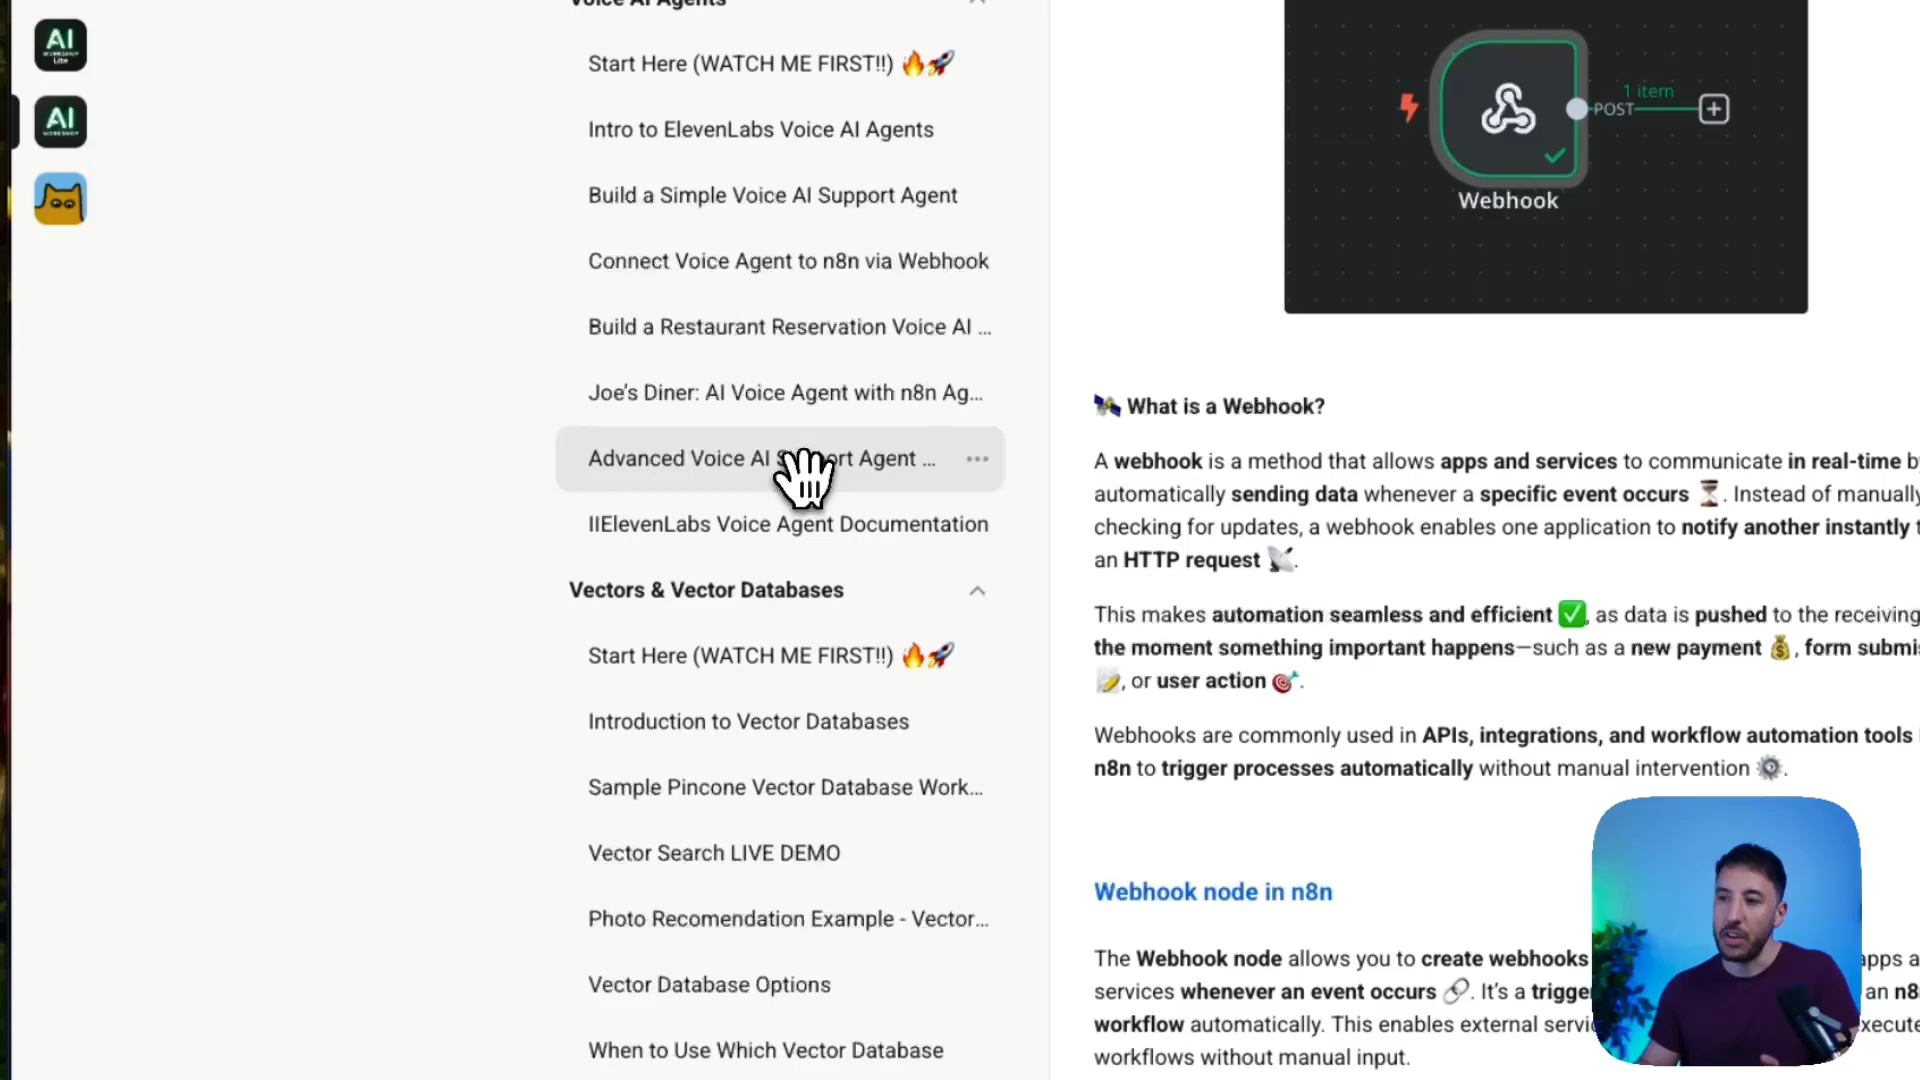 AI
WORKSHOP
Lite
AI
WORKSHOP
Voice AI Agents
Start Here (WATCH ME FIRST!!) 🔥🚀
Intro to ElevenLabs Voice AI Agents
Build a Simple Voice AI Support Agent
Connect Voice Agent to n8n via Webhook
Build a Restaurant Reservation Voice AI ...
Joe's Diner: AI Voice Agent with n8n Ag...
Advanced Voice AI Support Agent ...
IIElevenLabs Voice Agent Documentation
Vectors & Vector Databases
Start Here (WATCH ME FIRST!!) 🔥🚀
Introduction to Vector Databases
Sample Pincone Vector Database Work...
Vector Search LIVE DEMO
Photo Recomendation Example - Vector...
Vector Database Options
When to Use Which Vector Database
1 item
POST
Webhook
🛰️ What is a Webhook?
A webhook is a method that allows apps and services to communicate in real-time
automatically sending data whenever a specific event occurs ⏳. Instead of manually
checking for updates, a webhook enables one application to notify another instantly
an HTTP request 📡.
This makes automation seamless and efficient ✅, as data is pushed to the receiving
the moment something important happens—such as a new payment 💰, form
📝, or user action 🎯.
Webhooks are commonly used in APIs, integrations, and workflow automation tools
n8n to trigger processes automatically without manual intervention ⚙️.
Webhook node in n8n
The Webhook node allows you to create webhooks
services whenever an event occurs 🔗. It's a an
workflow automatically. This enables external
workflows without manual input.